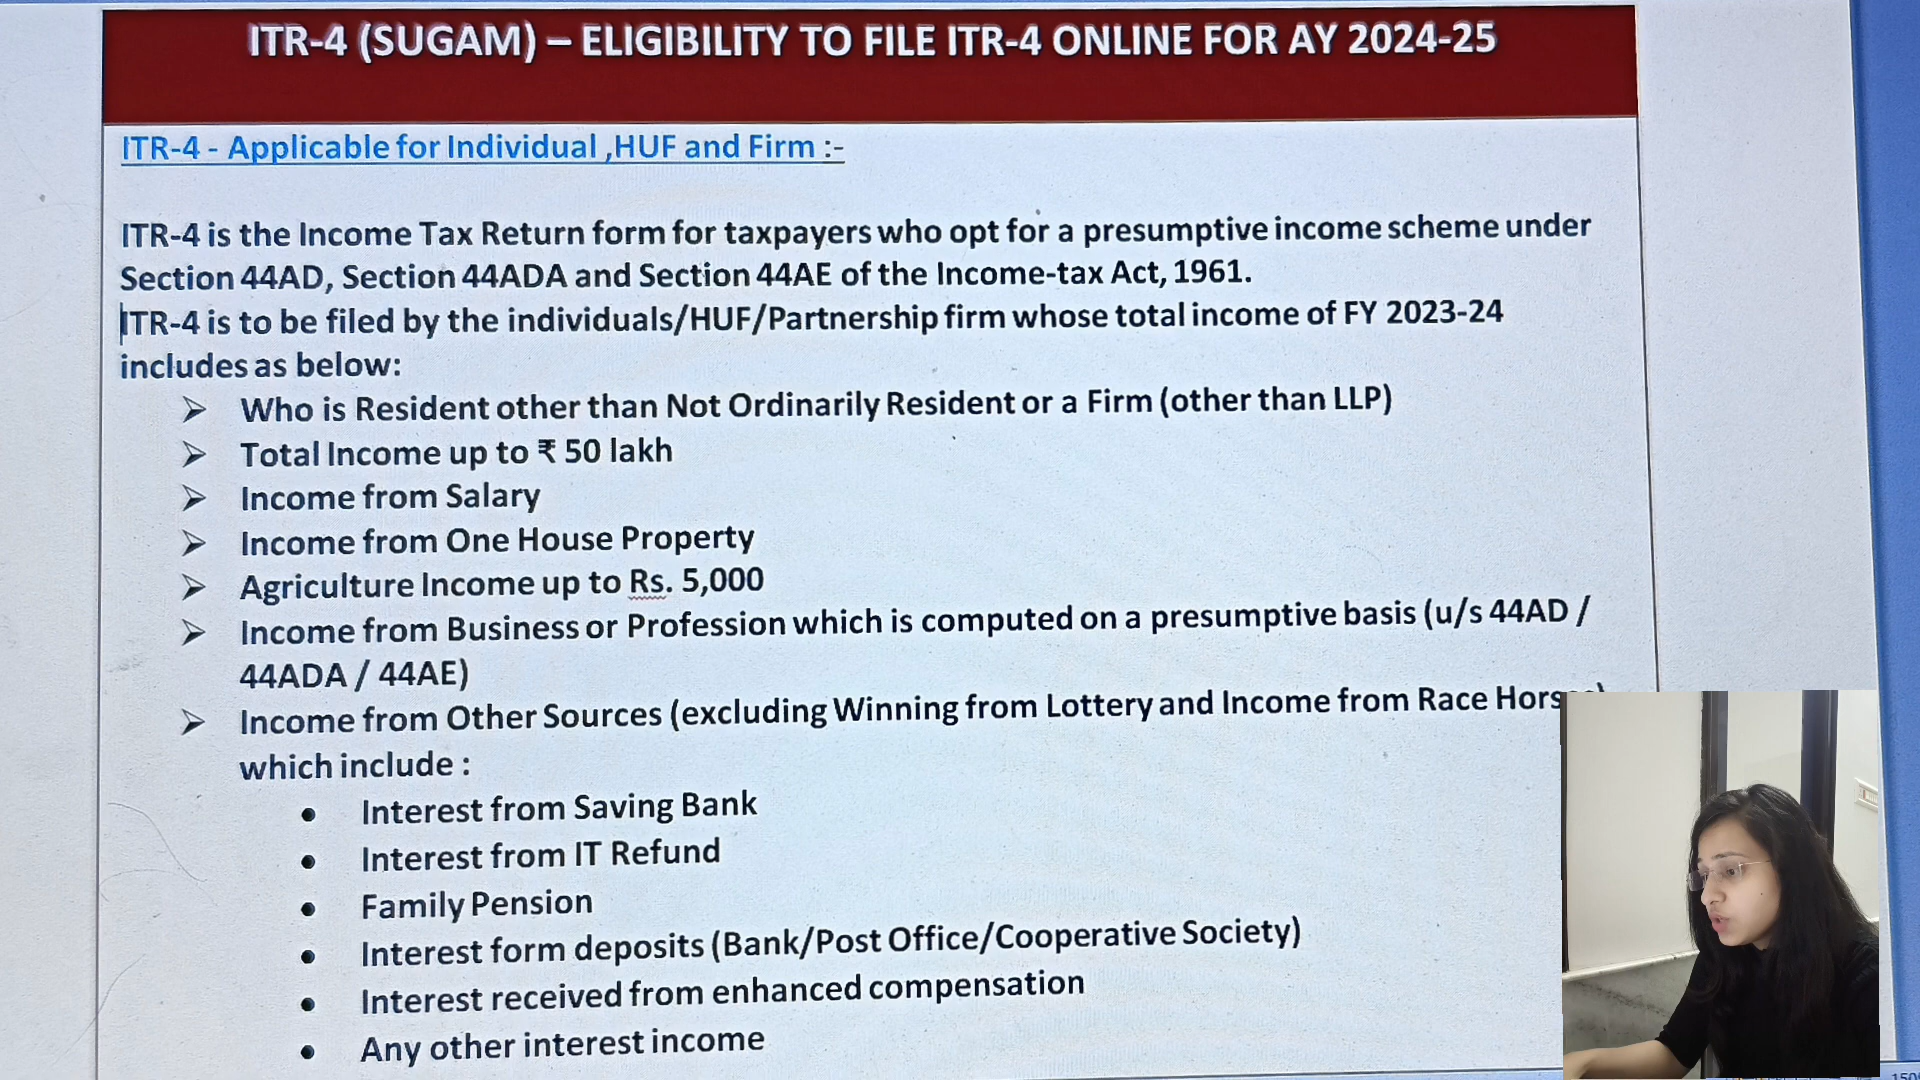 ITR-4 (SUGAM) – ELIGIBILITY TO FILE ITR-4 ONLINE FOR AY 2024-25
ITR-4 - Applicable for Individual ,HUF and Firm :-
ITR-4 is the Income Tax Return form for taxpayers who opt for a presumptive income scheme under
Section 44AD, Section 44ADA and Section 44AE of the Income-tax Act, 1961.
ITR-4 is to be filed by the individuals/HUF/Partnership firm whose total income of FY 2023-24
includes as below:
➢ Who is Resident other than Not Ordinarily Resident or a Firm (other than LLP)
➢ Total Income up to ₹ 50 lakh
➢ Income from Salary
➢ Income from One House Property
➢ Agriculture Income up to Rs. 5,000
➢ Income from Business or Profession which is computed on a presumptive basis (u/s 44AD /
44ADA / 44AE)
➢ Income from Other Sources (excluding Winning from Lottery and Income from Race
which include :
• Interest from Saving Bank
• Interest from IT Refund
• Family Pension
• Interest form deposits (Bank/Post Office/Cooperative Society)
• Interest received from enhanced compensation
• Any other interest income